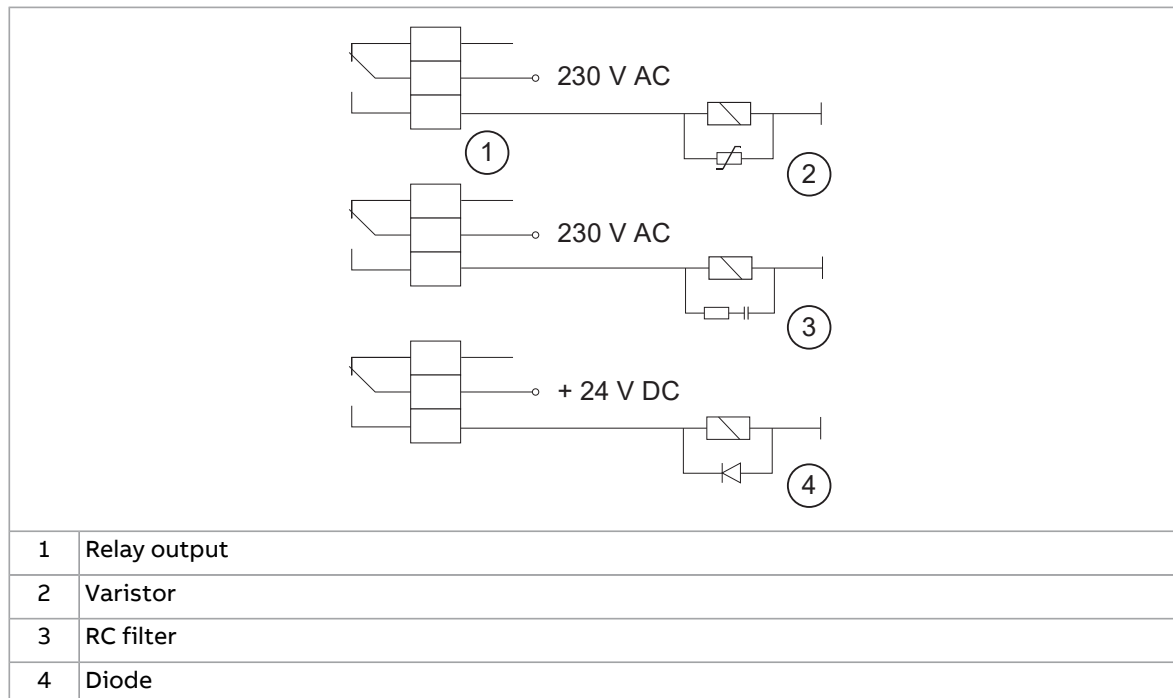 230 V AC
1
2
230 V AC
3
+ 24 V DC
4
1 Relay output
2 Varistor
3 RC filter
4 Diode